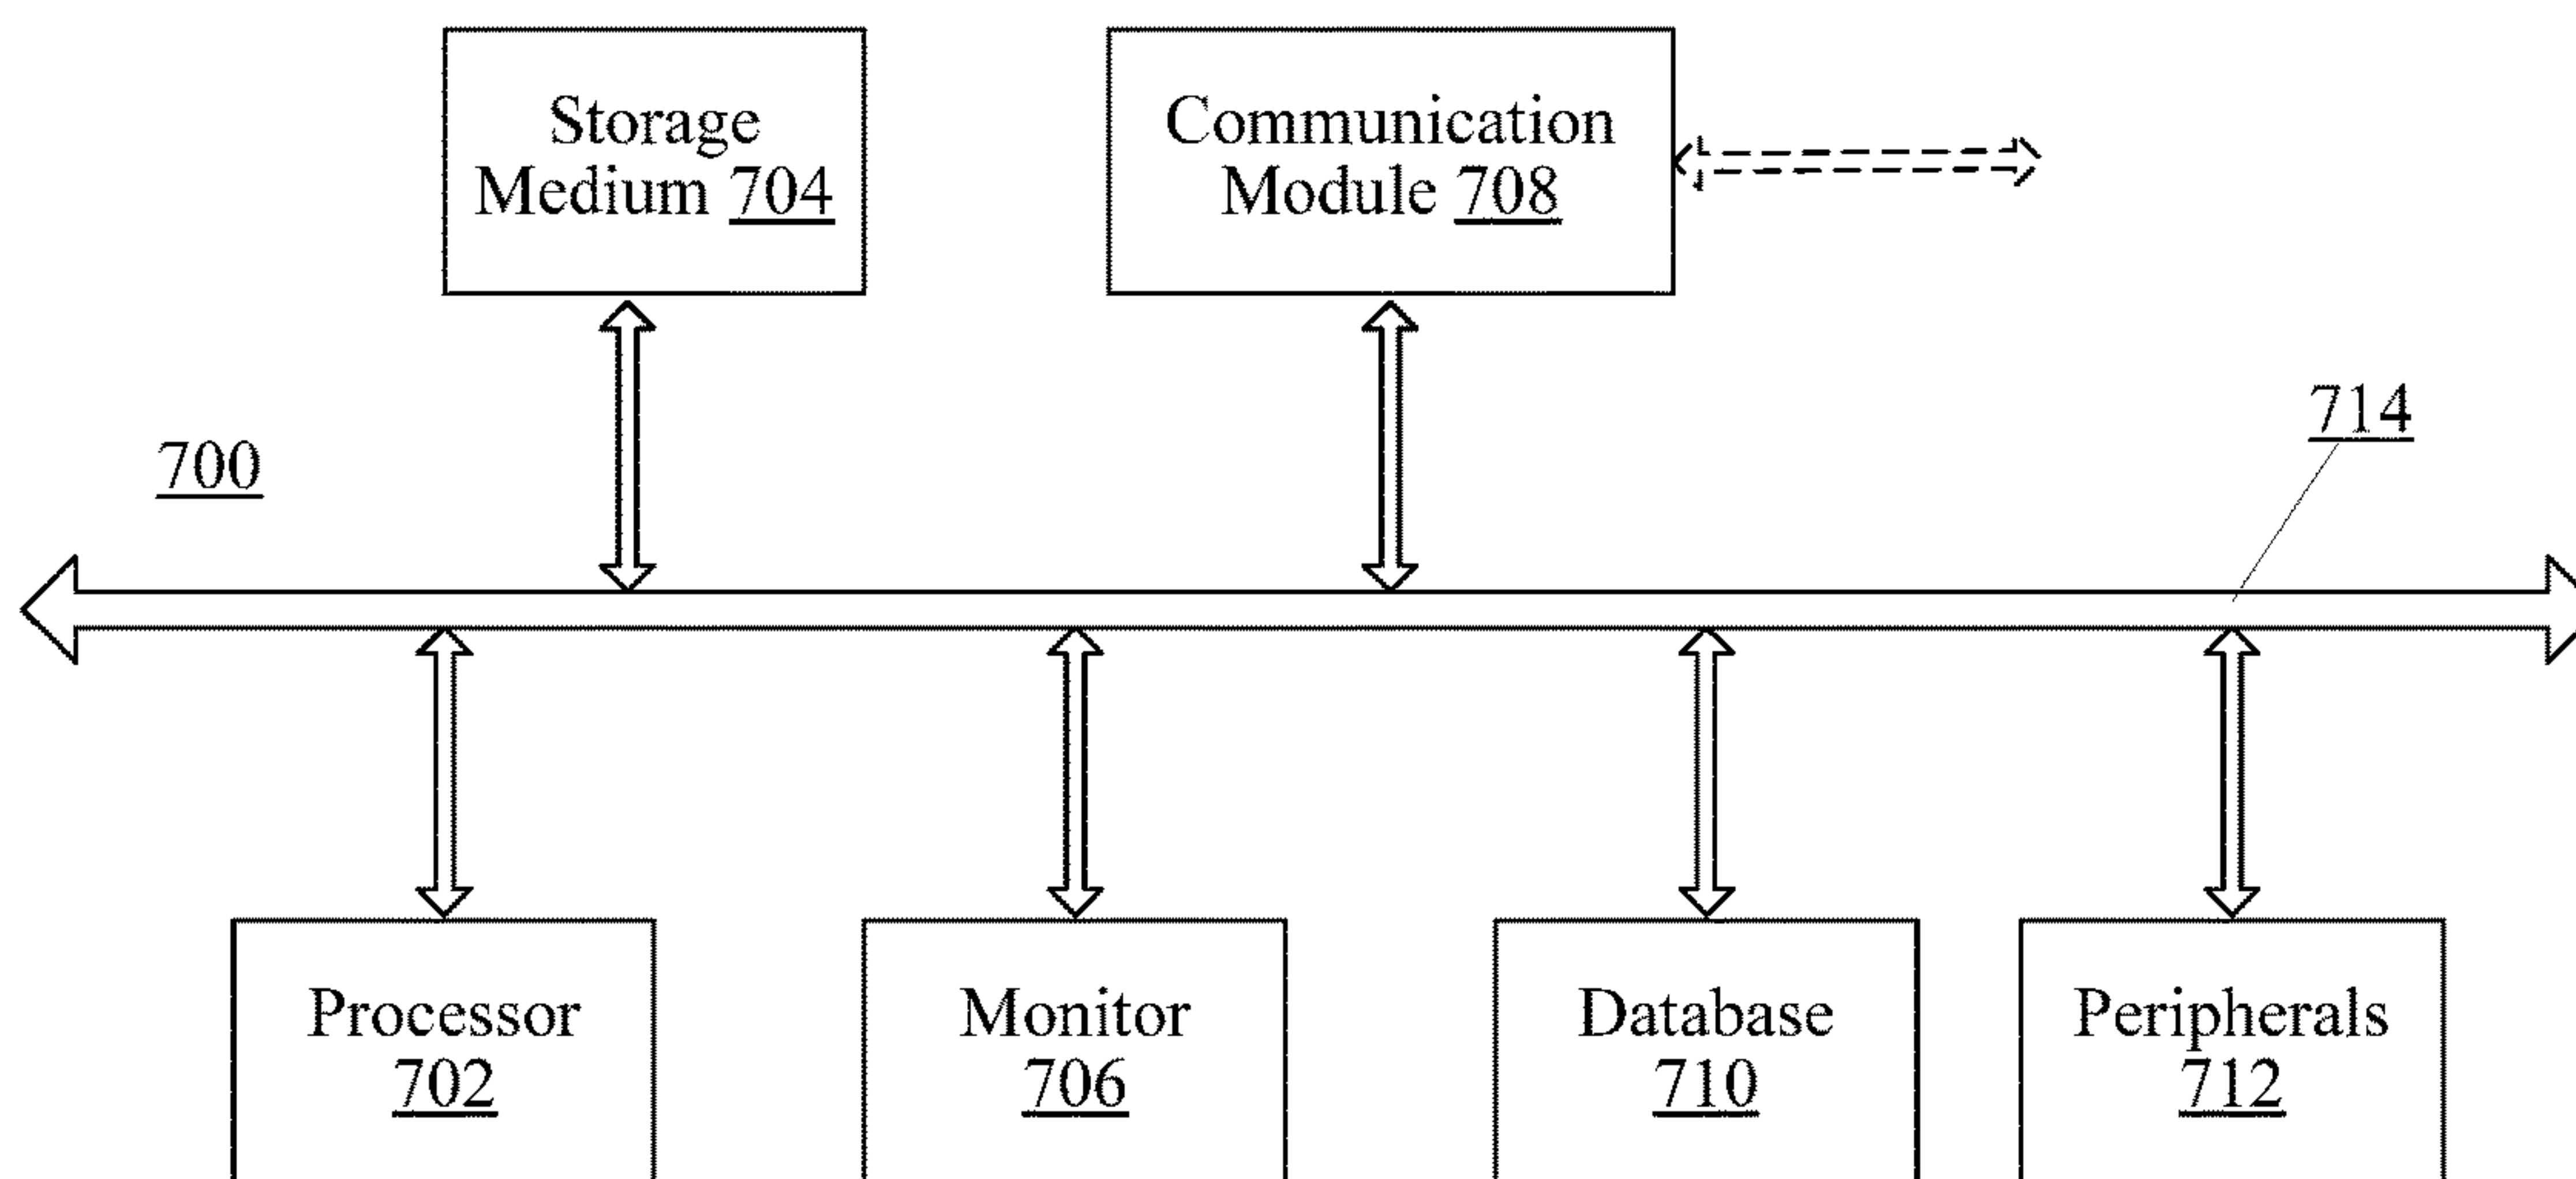 Storage
Medium 704
Communication
Module 708
714
700
Processor
702
Monitor
706
Database
710
Peripherals
712